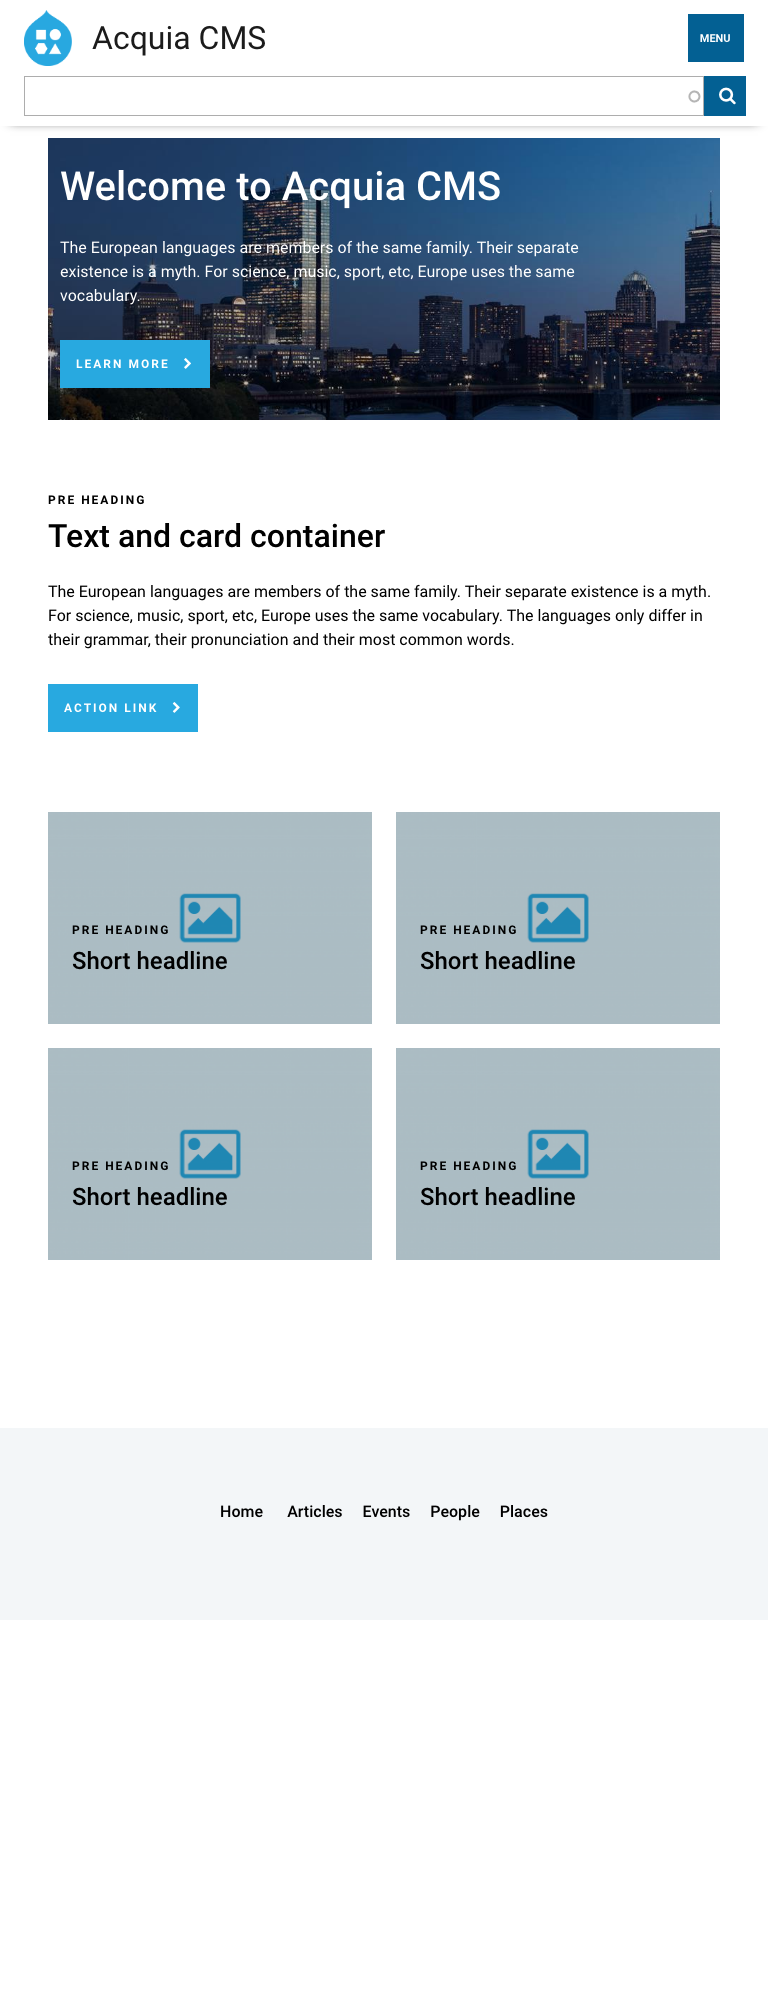 Acquia CMS
MENU
Welcome to Acquia CMS
The European languages are members of the same family. Their separate
existence is a myth. For science, music, sport, etc, Europe uses the same
vocabulary.
LEARN MORE
PRE HEADING
Text and card container
The European languages are members of the same family. Their separate existence is a myth.
For science, music, sport, etc, Europe uses the same vocabulary. The languages only differ in
their grammar, their pronunciation and their most common words.
ACTION LINK
PRE HEADING
Short headline
PRE HEADING
Short headline
PRE HEADING
Short headline
PRE HEADING
Short headline
Home Articles Events People Places